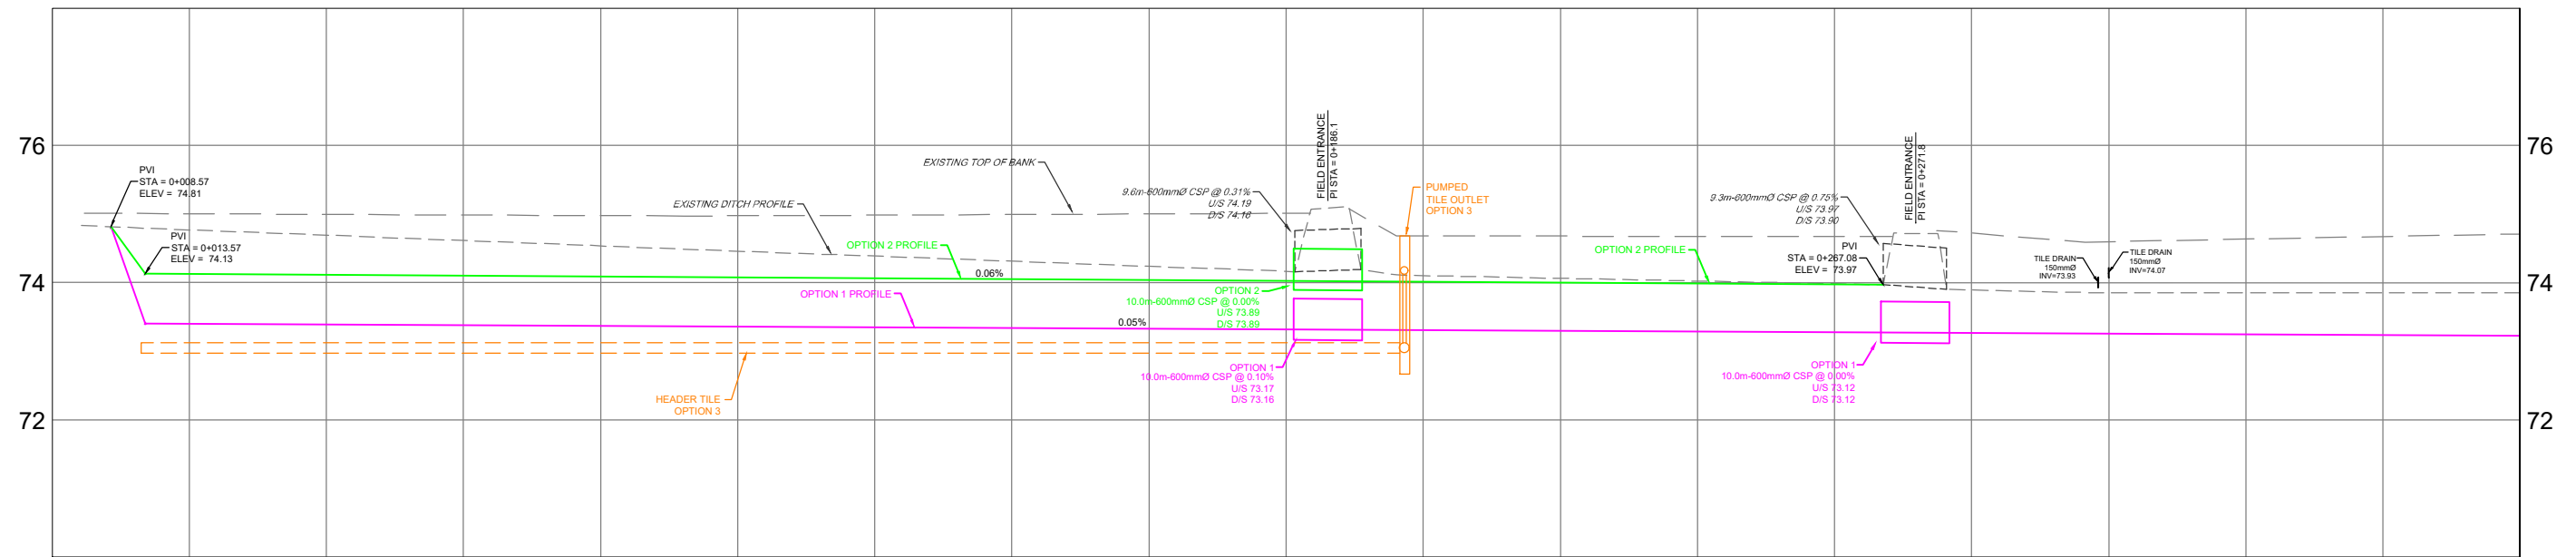 76
76
74
74
72
72
PVI
STA = 0+008.57
ELEV = 74.81
PVI
STA = 0+013.57
ELEV = 74.13
EXISTING DITCH PROFILE
EXISTING TOP OF BANK
OPTION 2 PROFILE
0.06%
OPTION 1 PROFILE
0.05%
HEADER TILE
OPTION 3
9.6m-600mmØ CSP @ 0.31%
U/S 74.19
D/S 74.16
FIELD ENTRANCE
PI STA = 0+186.1
OPTION 2
10.0m-600mmØ CSP @ 0.00%
U/S 73.89
D/S 73.89
OPTION 1
10.0m-600mmØ CSP @ 0.10%
U/S 73.17
D/S 73.16
PUMPED
TILE OUTLET
OPTION 3
OPTION 2 PROFILE
9.3m-600mmØ CSP @ 0.75%
U/S 73.97
D/S 73.90
PVI
STA = 0+267.08
ELEV = 73.97
FIELD ENTRANCE
PI STA = 0+271.8
OPTION 1
10.0m-600mmØ CSP @ 0.00%
U/S 73.12
D/S 73.12
TILE DRAIN
150mmØ
INV=73.93
TILE DRAIN
150mmØ
INV=74.07